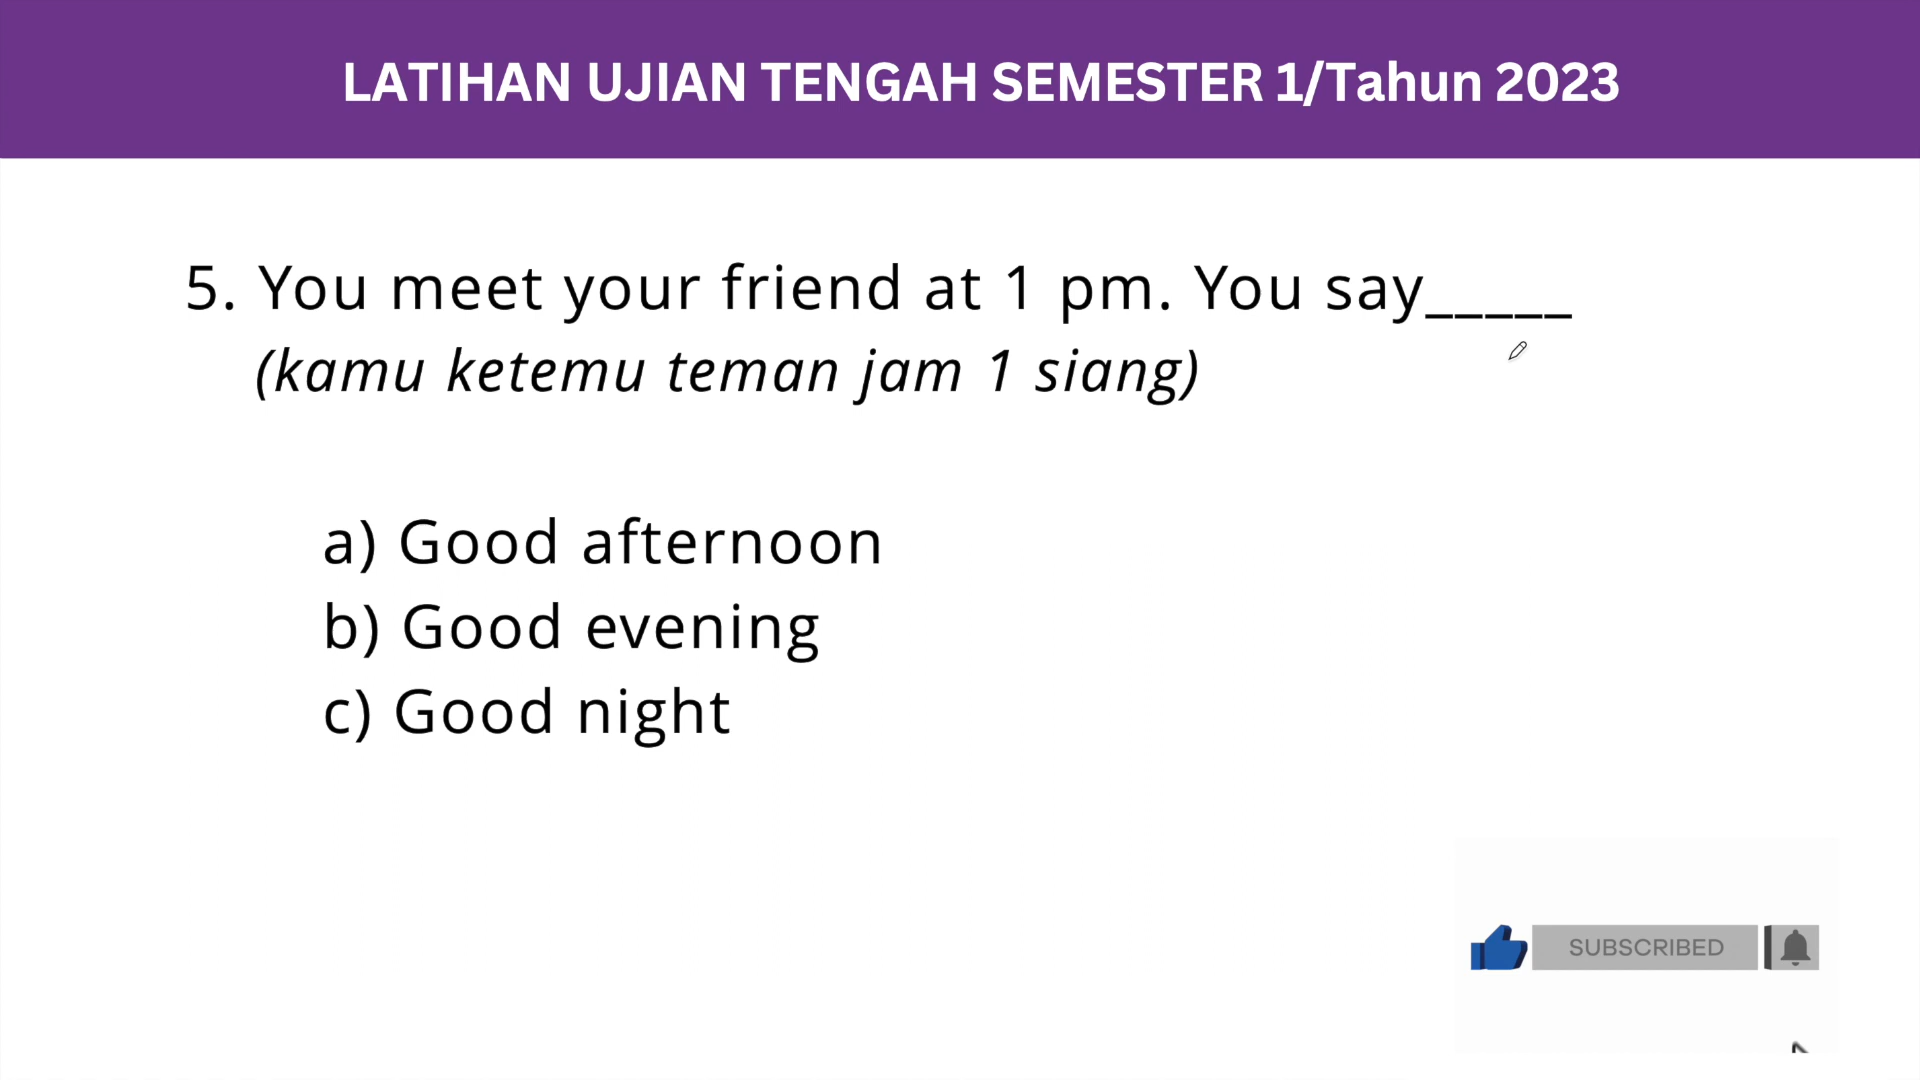 LATIHAN UJIAN TENGAH SEMESTER 1/Tahun 2023
5. You meet your friend at 1 pm. You say_____
(kamu ketemu teman jam 1 siang)
a) Good afternoon
b) Good evening
c) Good night
SUBSCRIBED